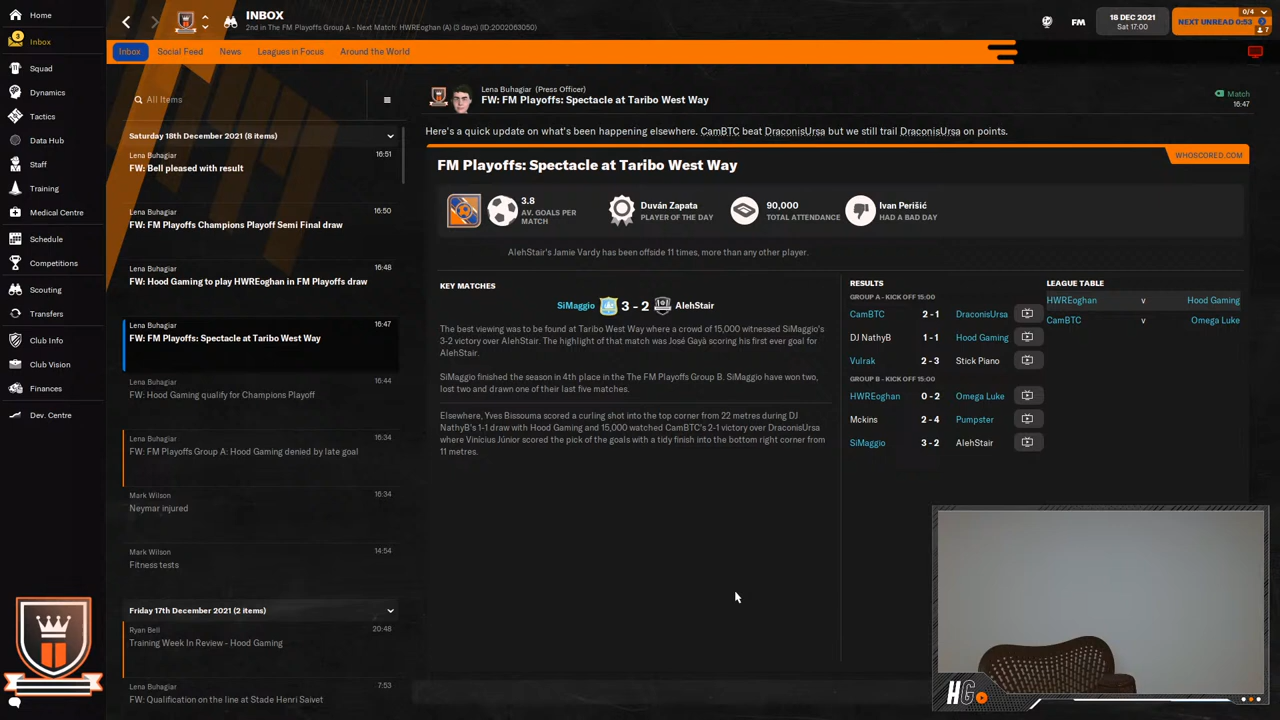 Home
3
Inbox
Squad
Dynamics
Tactics
Data Hub
Staff
Training
Medical Centre
Schedule
Competitions
Scouting
Transfers
Club Info
Club Vision
Finances
Dev. Centre
INBOX
2nd in The FM Playoffs Group A - Next Match: HWREoghan (A) (3 days) (ID:2002063050)
FM
18 DEC 2021
Sat 17:00
0/4
NEXT UNREAD 0:53
7
Inbox
Social Feed
News
Leagues in Focus
Around the World
All Items
Saturday 18th December 2021 (8 items)
Lena Buhagiar
16:51
FW: Bell pleased with result
Lena Buhagiar
16:50
FW: FM Playoffs Champions Playoff Semi Final draw
Lena Buhagiar
16:48
FW: Hood Gaming to play HWREoghan in FM Playoffs draw
Lena Buhagiar
16:47
FW: FM Playoffs: Spectacle at Taribo West Way
Lena Buhagiar
16:44
FW: Hood Gaming qualify for Champions Playoff
Lena Buhagiar
16:34
FW: FM Playoffs Group A: Hood Gaming denied by late goal
Mark Wilson
16:34
Neymar injured
Mark Wilson
14:54
Fitness tests
Friday 17th December 2021 (2 items)
Ryan Bell
20:48
Training Week In Review - Hood Gaming
Lena Buhagiar
7:53
FW: Qualification on the line at Stade Henri Saivet
Lena Buhagiar (Press Officer)
FW: FM Playoffs: Spectacle at Taribo West Way
Match
16:47
Here's a quick update on what's been happening elsewhere. CamBTC beat DraconisUrsa but we still trail DraconisUrsa on points.
FM Playoffs: Spectacle at Taribo West Way
WHOSCORED.COM
3.8
AV. GOALS PER
MATCH
Duván Zapata
PLAYER OF THE DAY
90,000
TOTAL ATTENDANCE
Ivan Perišić
HAD A BAD DAY
AlehStair's Jamie Vardy has been offside 11 times, more than any other player.
KEY MATCHES
SiMaggio 3 - 2 AlehStair
The best viewing was to be found at Taribo West Way where a crowd of 15,000 witnessed SiMaggio's
3-2 victory over AlehStair. The highlight of that match was José Gayà scoring his first ever goal for
AlehStair.
SiMaggio finished the season in 4th place in the The FM Playoffs Group B. SiMaggio have won two,
lost two and drawn one of their last five matches.
Elsewhere, Yves Bissouma scored a curling shot into the top corner from 22 metres during DJ
NathyB's 1-1 draw with Hood Gaming and 15,000 watched CamBTC's 2-1 victory over DraconisUrsa
where Vinícius Júnior scored the pick of the goals with a tidy finish into the bottom right corner from
11 metres.
RESULTS
GROUP A - KICK OFF 15:00
CamBTC 2 - 1 DraconisUrsa
DJ NathyB 1 - 1 Hood Gaming
Vulrak 2 - 3 Stick Piano
GROUP B - KICK OFF 15:00
HWREoghan 0 - 2 Omega Luke
Mckins 2 - 4 Pumpster
SiMaggio 3 - 2 AlehStair
LEAGUE TABLE
HWREoghan v Hood Gaming
CamBTC v Omega Luke
HG